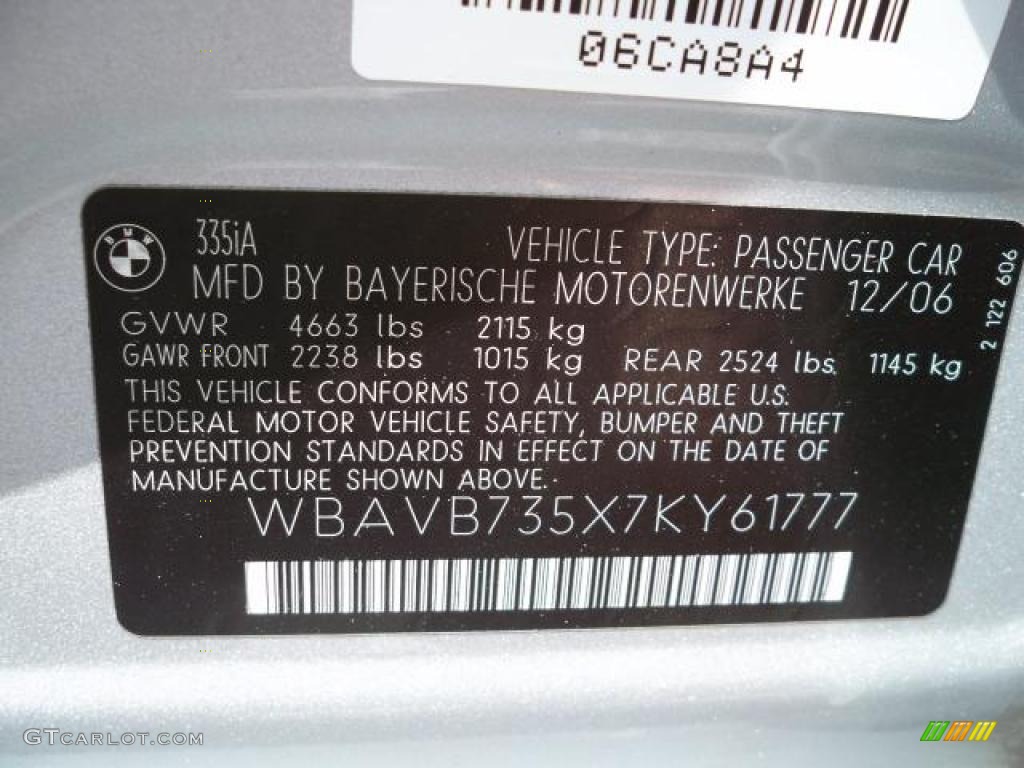 06CA8A4
BMW
335iA
VEHICLE TYPE: PASSENGER CAR
MFD BY BAYERISCHE MOTORENWERKE 12/06
GVWR 4663 lbs 2115 kg
GAWR FRONT 2238 lbs 1015 kg REAR 2524 lbs 1145 kg
THIS VEHICLE CONFORMS TO ALL APPLICABLE U.S.
FEDERAL MOTOR VEHICLE SAFETY, BUMPER AND THEFT
PREVENTION STANDARDS IN EFFECT ON THE DATE OF
MANUFACTURE SHOWN ABOVE.
WBAVB735X7KY61777
2 122 606
GTCARLOT.COM